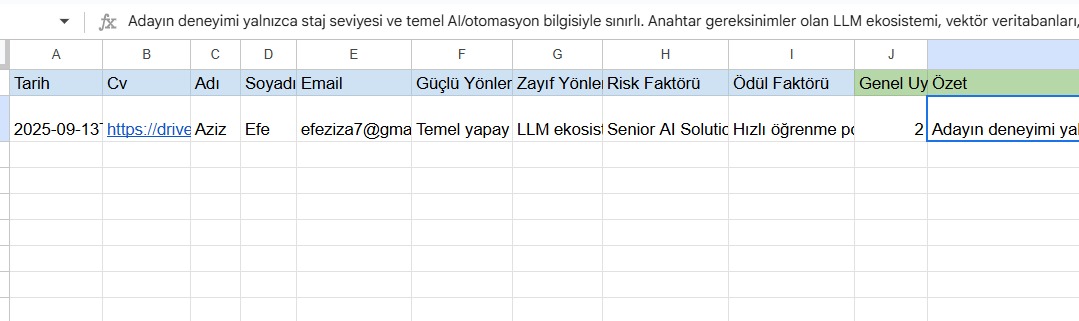 fx Adayın deneyimi yalnızca staj seviyesi ve temel AI/otomasyon bilgisiyle sınırlı. Anahtar gereksinimler olan LLM ekosistemi, vektör veritabanları,
A B C D E F G H I J
Tarih Cv Adı Soyadı Email Güçlü Yönler Zayıf Yönler Risk Faktörü Ödül Faktörü Genel Uy Özet
2025-09-13 https://drive Aziz Efe efeziza7@gma Temel yapay LLM ekosist Senior AI Solutio Hızlı öğrenme po 2 Adayın deneyimi yal